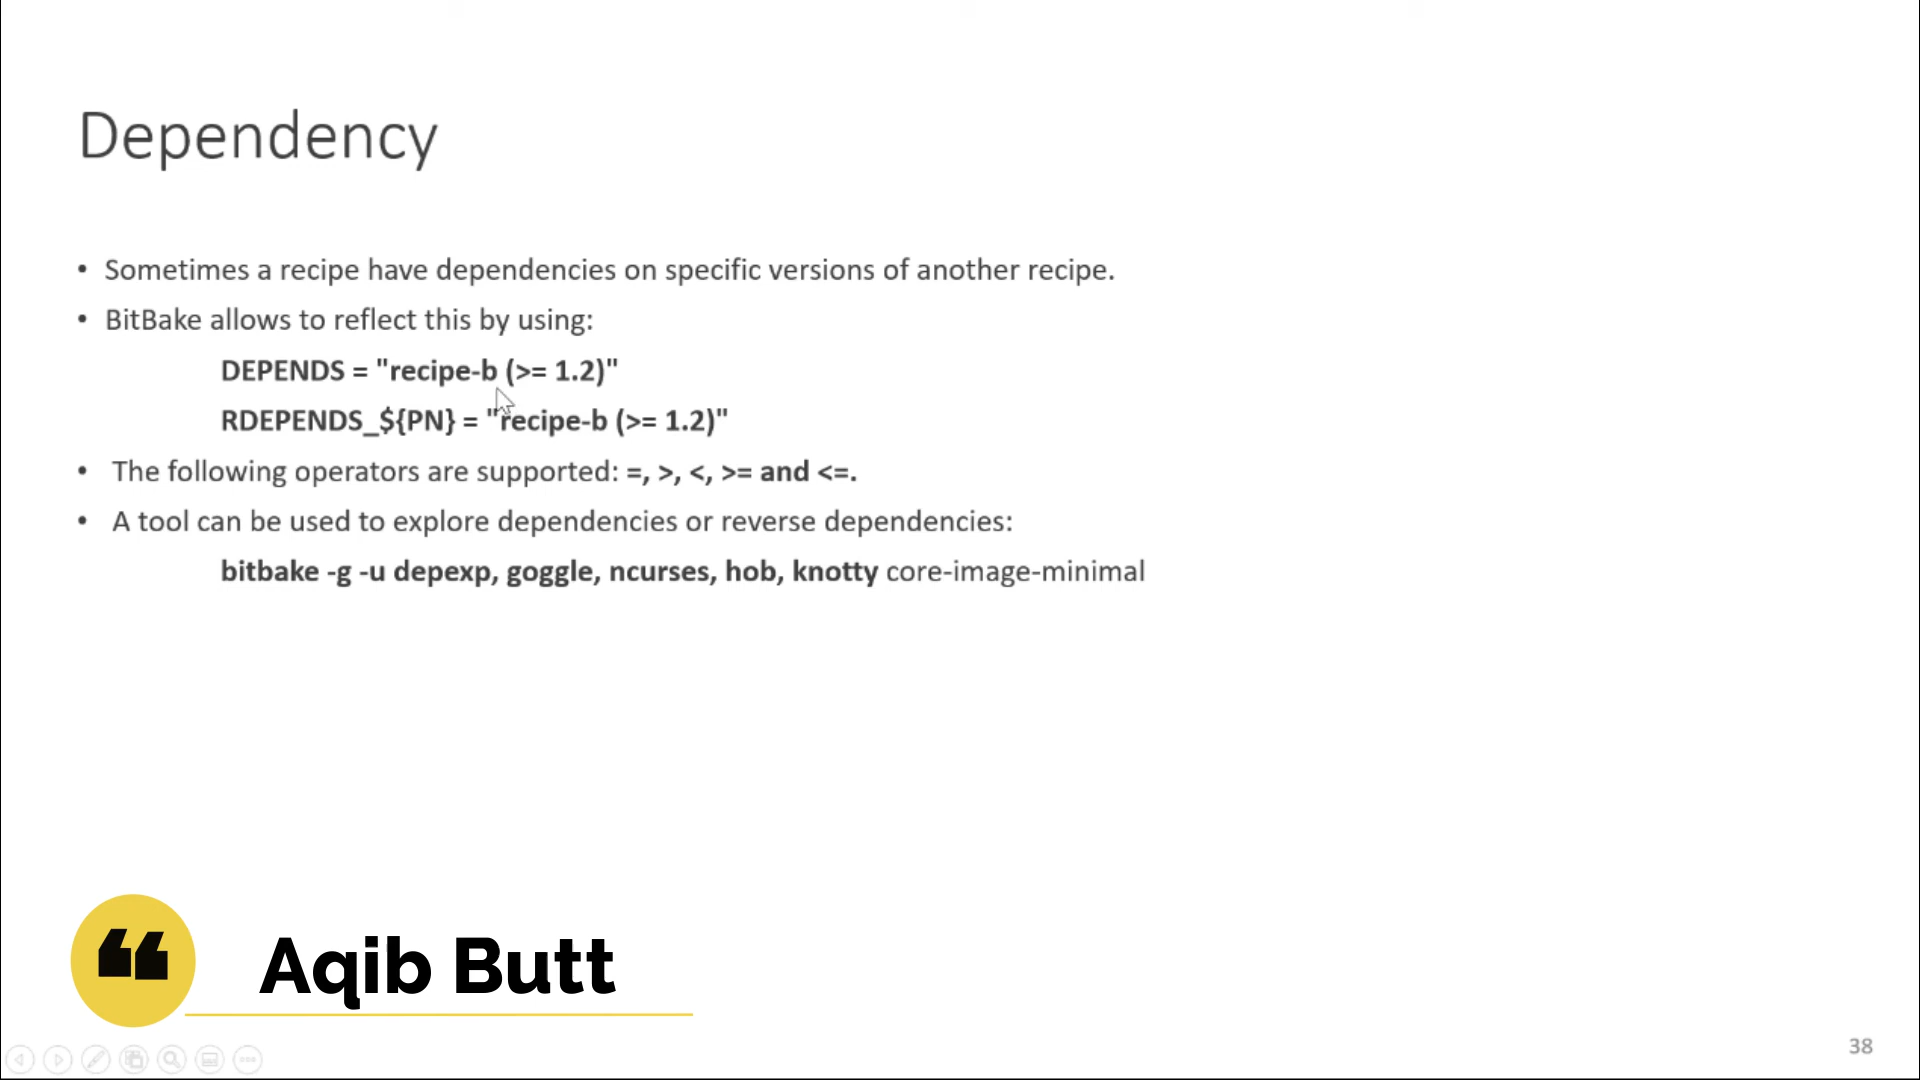 Dependency
• Sometimes a recipe have dependencies on specific versions of another recipe.
• BitBake allows to reflect this by using:
DEPENDS = "recipe-b (>= 1.2)"
RDEPENDS_${PN} = "recipe-b (>= 1.2)"
• The following operators are supported: =, >, <, >= and <=.
• A tool can be used to explore dependencies or reverse dependencies:
bitbake -g -u depexp, goggle, ncurses, hob, knotty core-image-minimal
❝ Aqib Butt
38